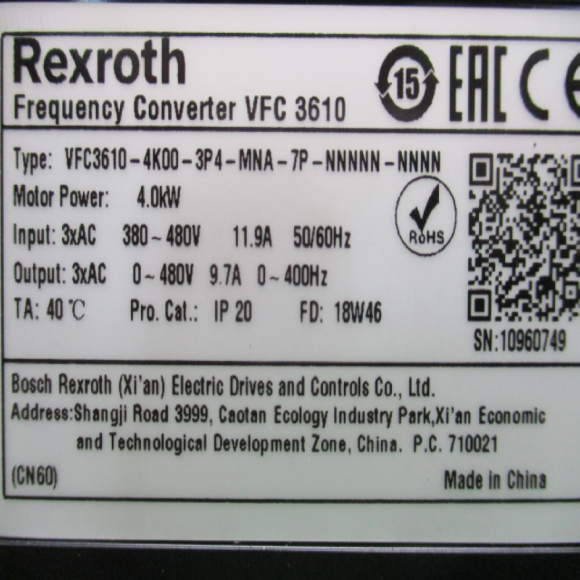 Rexroth
15 EAC CE
Frequency Converter VFC 3610
Type: VFC3610-4K00-3P4-MNA-7P-NNNNN-NNNN
Motor Power: 4.0kW
RoHS
Input: 3xAC 380~480V 11.9A 50/60Hz
Output: 3xAC 0~480V 9.7A 0~400Hz
TA: 40℃ Pro. Cat.: IP 20 FD: 18W46
SN:10960749
Bosch Rexroth (Xi'an) Electric Drives and Controls Co., Ltd.
Address:Shangji Road 3999, Caotan Ecology Industry Park,Xi'an Economic
and Technological Development Zone, China. P.C. 710021
(CN60) Made in China